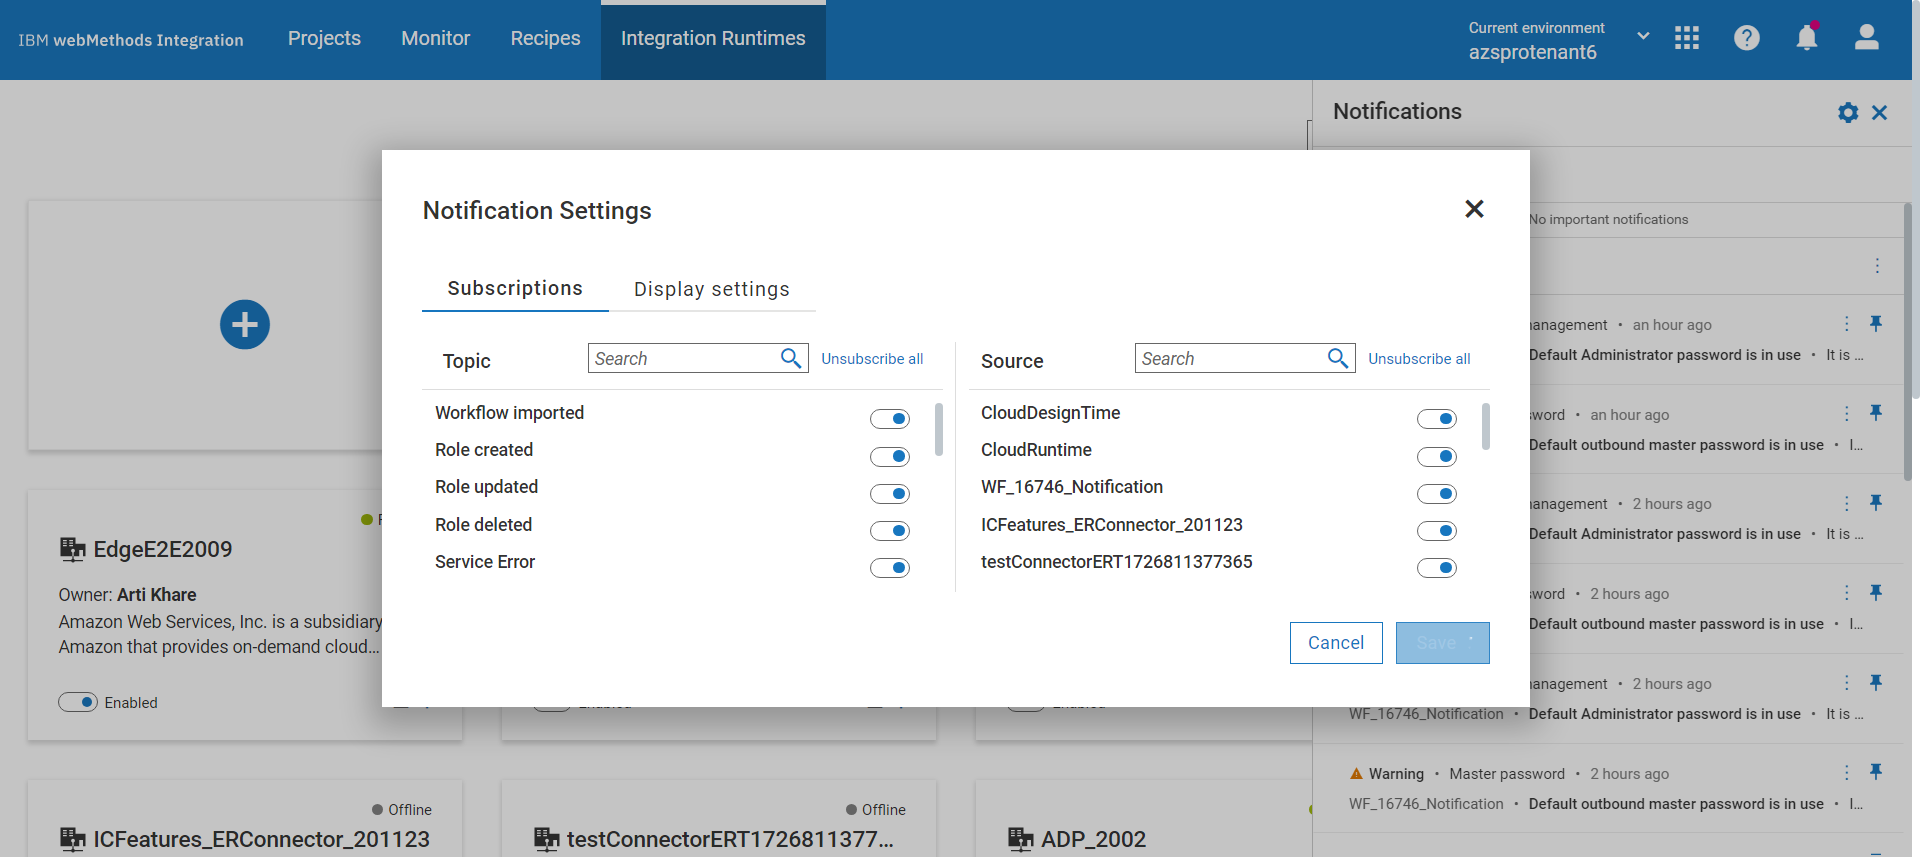 IBM webMethods Integration
Projects
Monitor
Recipes
Integration Runtimes
Current environment
azsprotenant6
Notifications
No important notifications
Notification Settings
Subscriptions
Display settings
Topic
Search
Unsubscribe all
Source
Search
Unsubscribe all
Workflow imported
Role created
Role updated
Role deleted
Service Error
CloudDesignTime
CloudRuntime
WF_16746_Notification
ICFeatures_ERConnector_201123
testConnectorERT1726811377365
Cancel
Save
EdgeE2E2009
Owner: Arti Khare
Amazon Web Services, Inc. is a subsidiary
Amazon that provides on-demand cloud...
Enabled
anagement • an hour ago
Default Administrator password is in use • It is ...
word • an hour ago
Default outbound master password is in use • I...
anagement • 2 hours ago
Default Administrator password is in use • It is ...
word • 2 hours ago
Default outbound master password is in use • I...
anagement • 2 hours ago
WF_16746_Notification • Default Administrator password is in use • It is ...
Warning • Master password • 2 hours ago
WF_16746_Notification • Default outbound master password is in use • I...
Offline
ICFeatures_ERConnector_201123
Offline
testConnectorERT1726811377...
ADP_2002